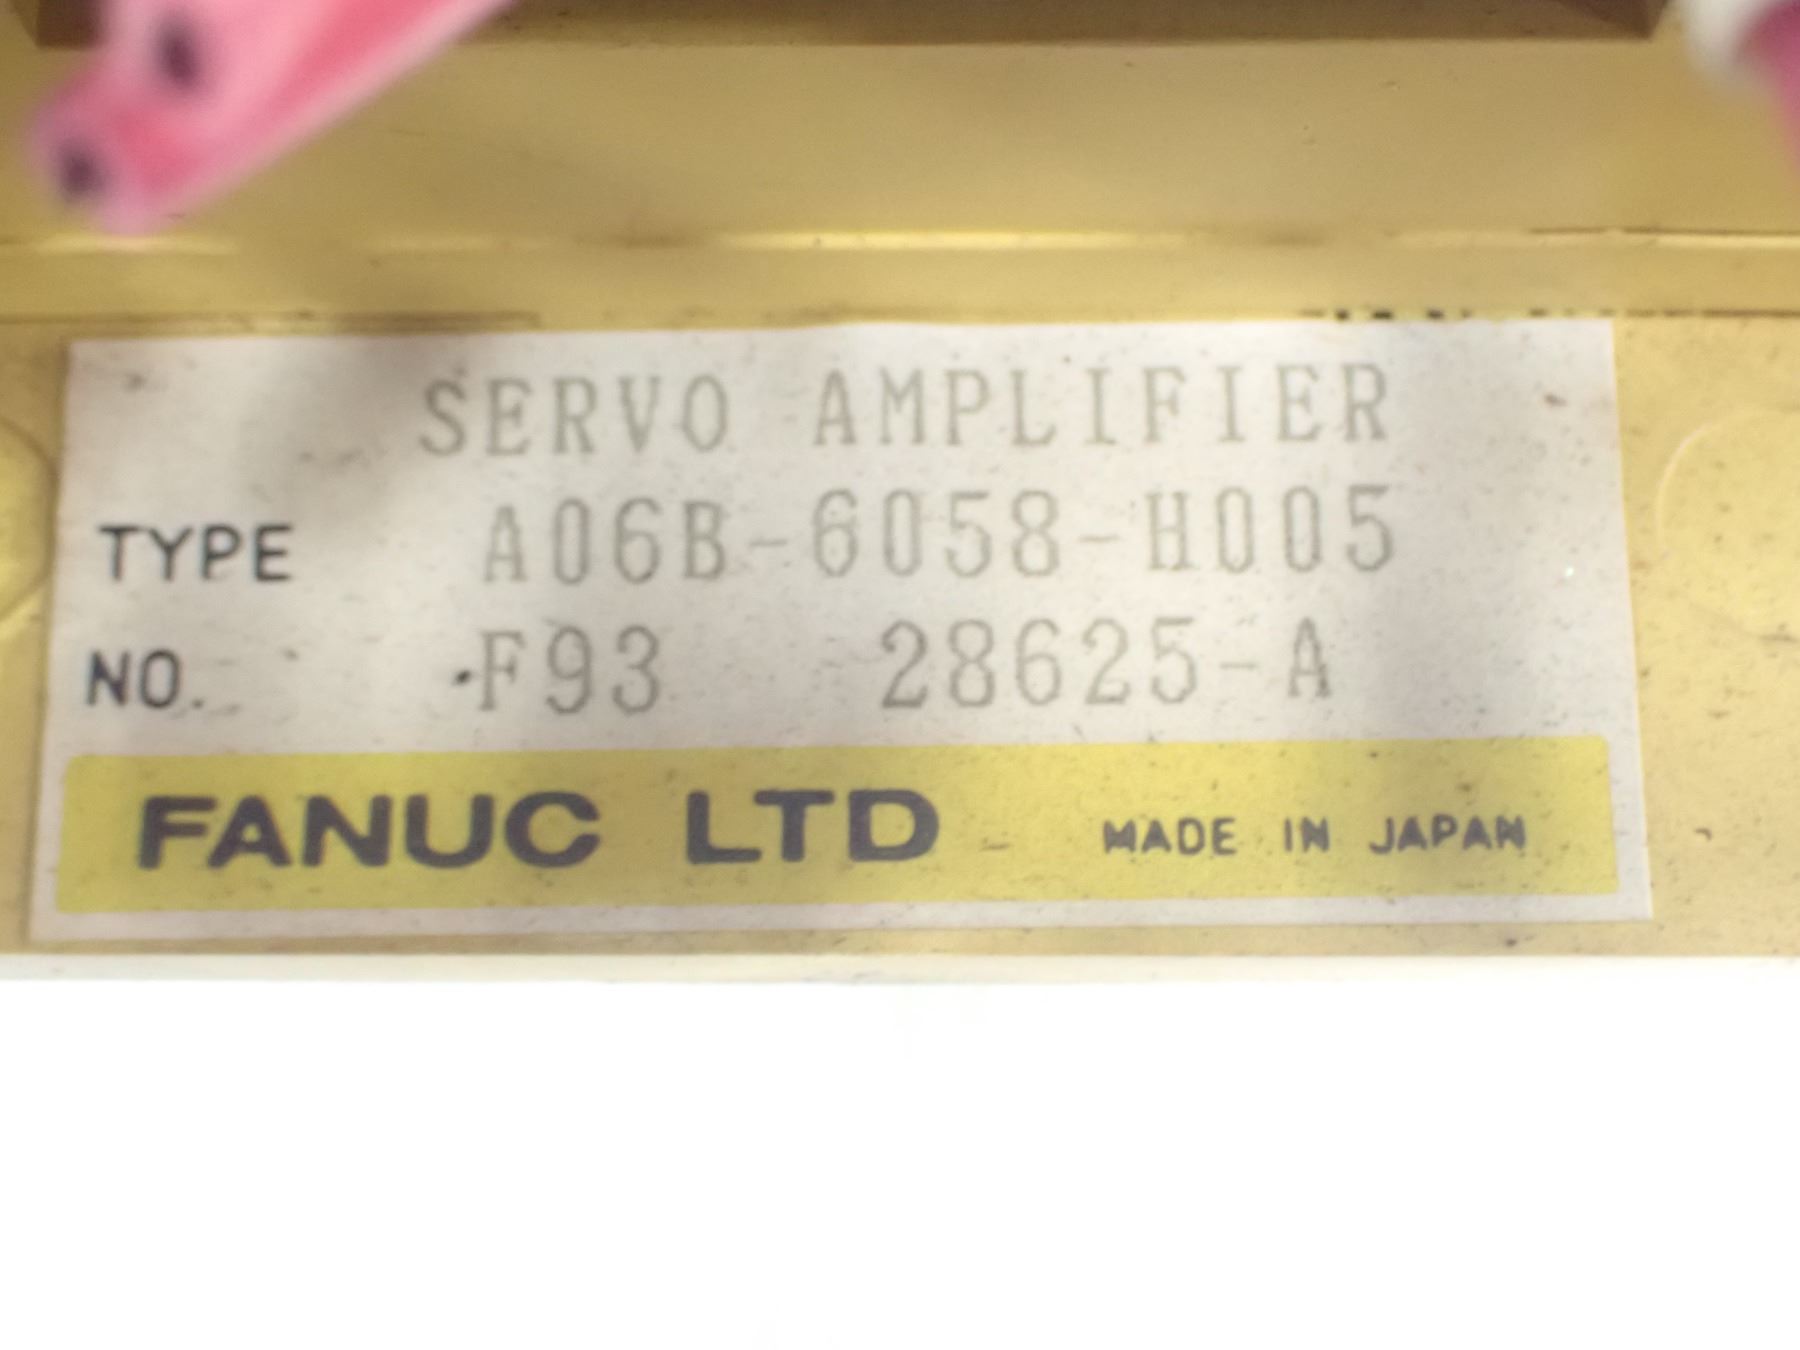 SERVO AMPLIFIER
TYPE A06B-6058-H005
NO. F93 28625-A
FANUC LTD MADE IN JAPAN